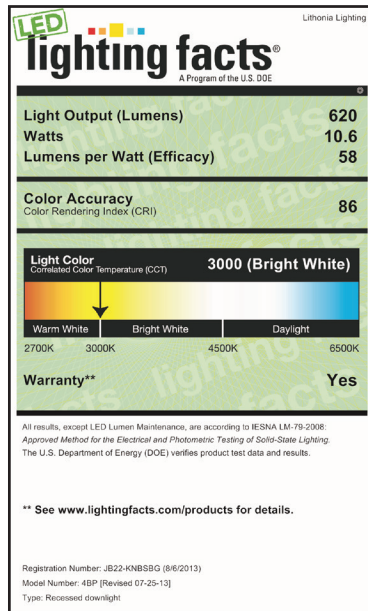 Lithonia Lighting
LED
lighting facts®
A Program of the U.S. DOE
Light Output (Lumens) 620
Watts 10.6
Lumens per Watt (Efficacy) 58
Color Accuracy
Color Rendering Index (CRI) 86
Light Color
Correlated Color Temperature (CCT) 3000 (Bright White)
Warm White Bright White Daylight
2700K 3000K 4500K 6500K
Warranty** Yes
All results, except LED Lumen Maintenance, are according to IESNA LM-79-2008:
Approved Method for the Electrical and Photometric Testing of Solid-State Lighting.
The U.S. Department of Energy (DOE) verifies product test data and results.
** See www.lightingfacts.com/products for details.
Registration Number: JB22-KNBSBG (8/6/2013)
Model Number: 4BP [Revised 07-25-13]
Type: Recessed downlight